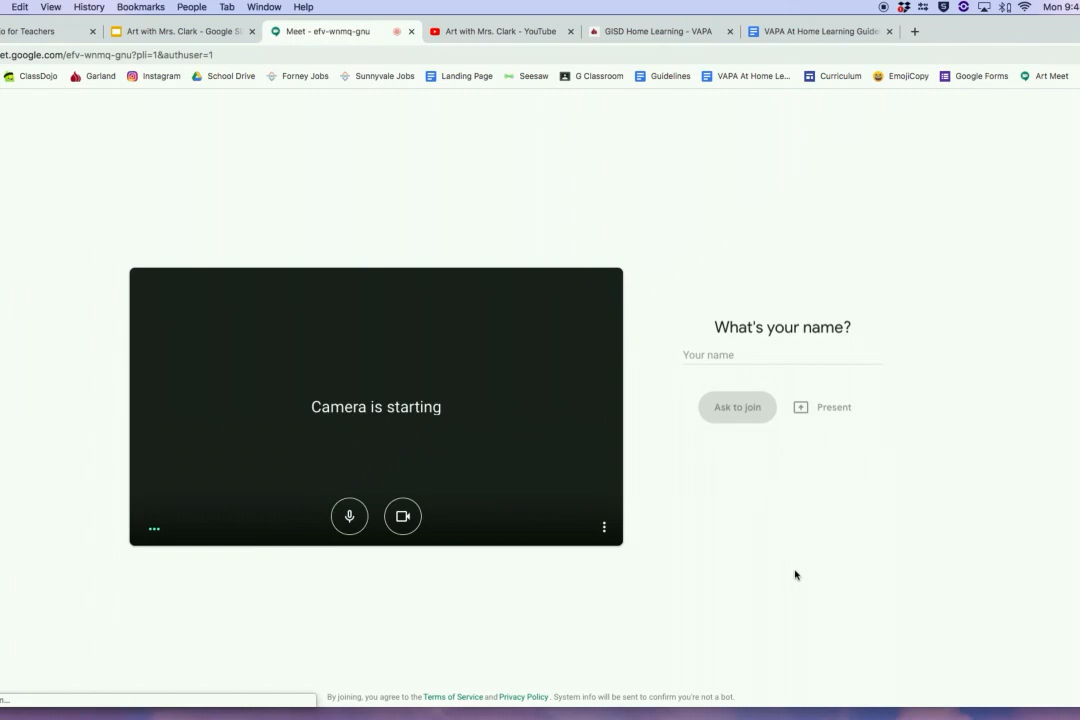 Edit View History Bookmarks People Tab Window Help Mon 9:4
o for Teachers Art with Mrs. Clark - Google S Meet - efv-wnmq-gnu Art with Mrs. Clark - YouTube GISD Home Learning - VAPA VAPA At Home Learning Guide
et.google.com/efv-wnmq-gnu?pli=1&authuser=1
ClassDojo Garland Instagram School Drive Forney Jobs Sunnyvale Jobs Landing Page Seesaw G Classroom Guidelines VAPA At Home Le... Curriculum EmojiCopy Google Forms Art Meet
What's your name?
Your name
Camera is starting
Ask to join Present
By joining, you agree to the Terms of Service and Privacy Policy. System info will be sent to confirm you're not a bot.